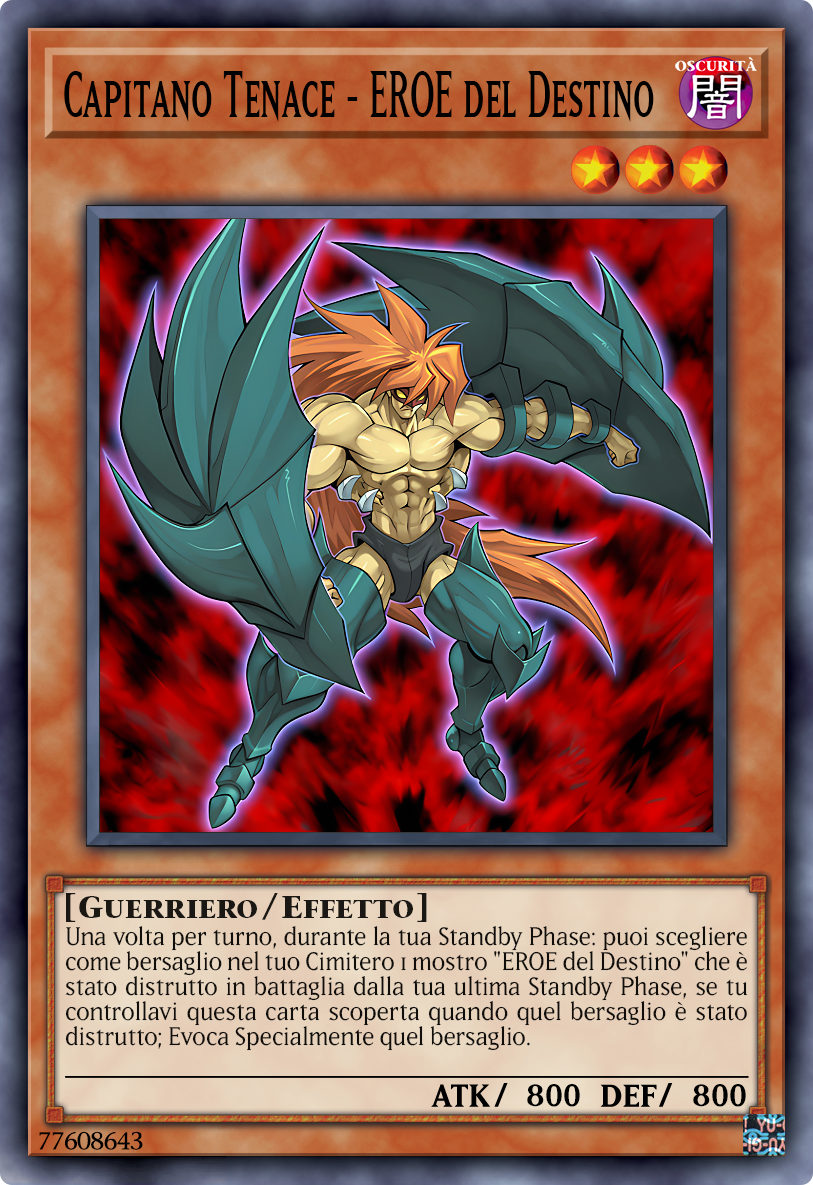 Capitano Tenace - EROE del Destino
OSCURITÀ
闇
[Guerriero/Effetto]
Una volta per turno, durante la tua Standby Phase: puoi scegliere
come bersaglio nel tuo Cimitero 1 mostro "EROE del Destino" che è
stato distrutto in battaglia dalla tua ultima Standby Phase, se tu
controllavi questa carta scoperta quando quel bersaglio è stato
distrutto; Evoca Specialmente quel bersaglio.
ATK/ 800 DEF/ 800
77608643